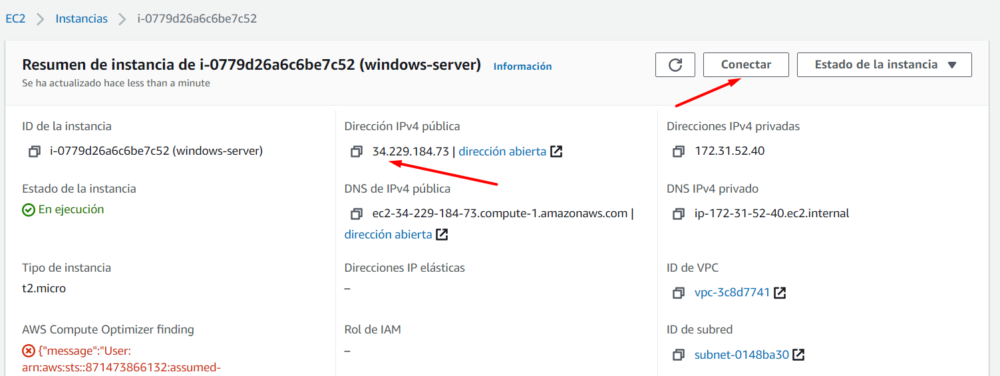 EC2 > Instancias > i-0779d26a6c6be7c52
Resumen de instancia de i-0779d26a6c6be7c52 (windows-server) Información
Se ha actualizado hace less than a minute
Conectar
Estado de la instancia
ID de la instancia
i-0779d26a6c6be7c52 (windows-server)
Dirección IPv4 pública
34.229.184.73 | dirección abierta
Direcciones IPv4 privadas
172.31.52.40
Estado de la instancia
En ejecución
DNS de IPv4 pública
ec2-34-229-184-73.compute-1.amazonaws.com |
dirección abierta
DNS IPv4 privado
ip-172-31-52-40.ec2.internal
Tipo de instancia
t2.micro
Direcciones IP elásticas
–
ID de VPC
vpc-3c8d7741
AWS Compute Optimizer finding
{"message":"User:
arn:aws:sts::871473866132:assumed-
Rol de IAM
–
ID de subred
subnet-0148ba30